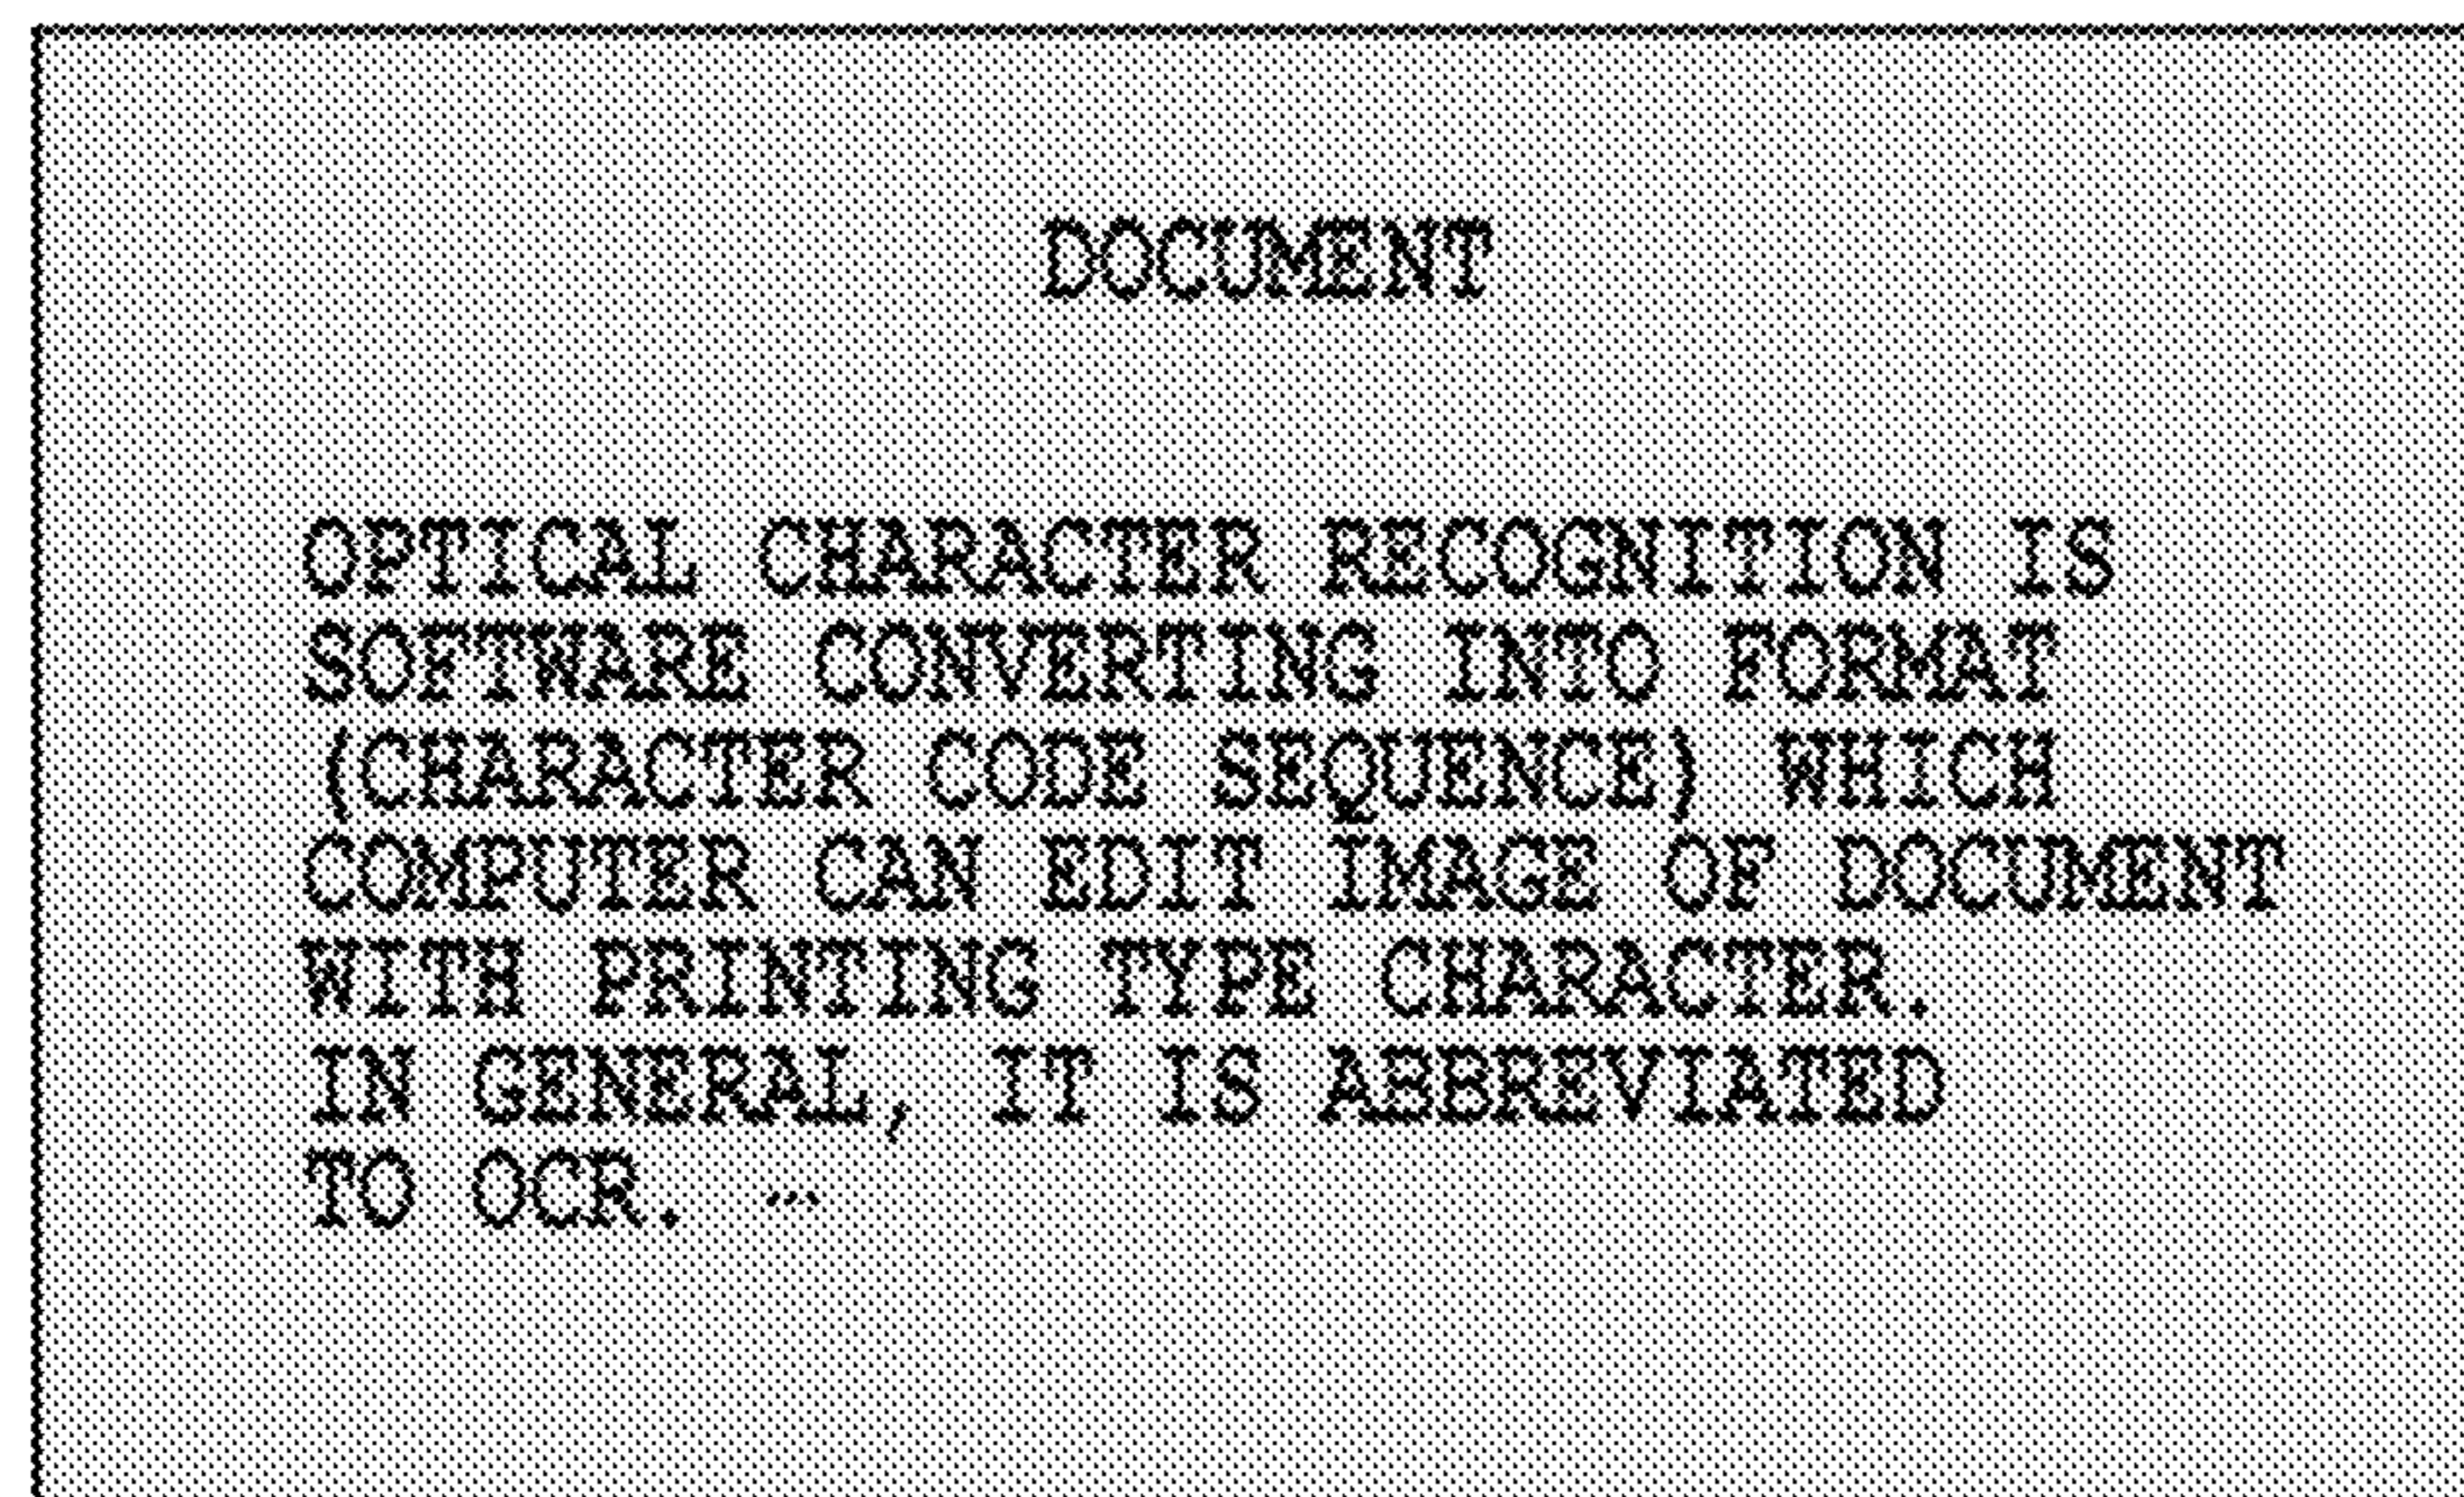 DOCUMENT
OPTICAL CHARACTER RECOGNITION IS
SOFTWARE CONVERTING INTO FORMAT
(CHARACTER CODE SEQUENCE) WHICH
COMPUTER CAN EDIT IMAGE OF DOCUMENT
WITH PRINTING TYPE CHARACTER.
IN GENERAL, IT IS ABBREVIATED
TO OCR. …